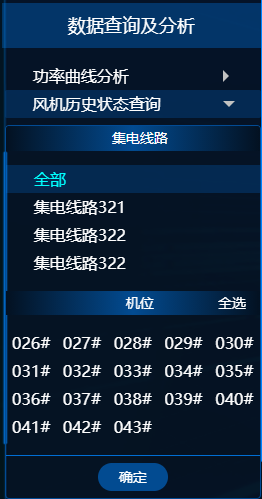 数据查询及分析
功率曲线分析
风机历史状态查询
集电线路
全部
集电线路321
集电线路322
集电线路322
机位 全选
026# 027# 028# 029# 030#
031# 032# 033# 034# 035#
036# 037# 038# 039# 040#
041# 042# 043#
确定